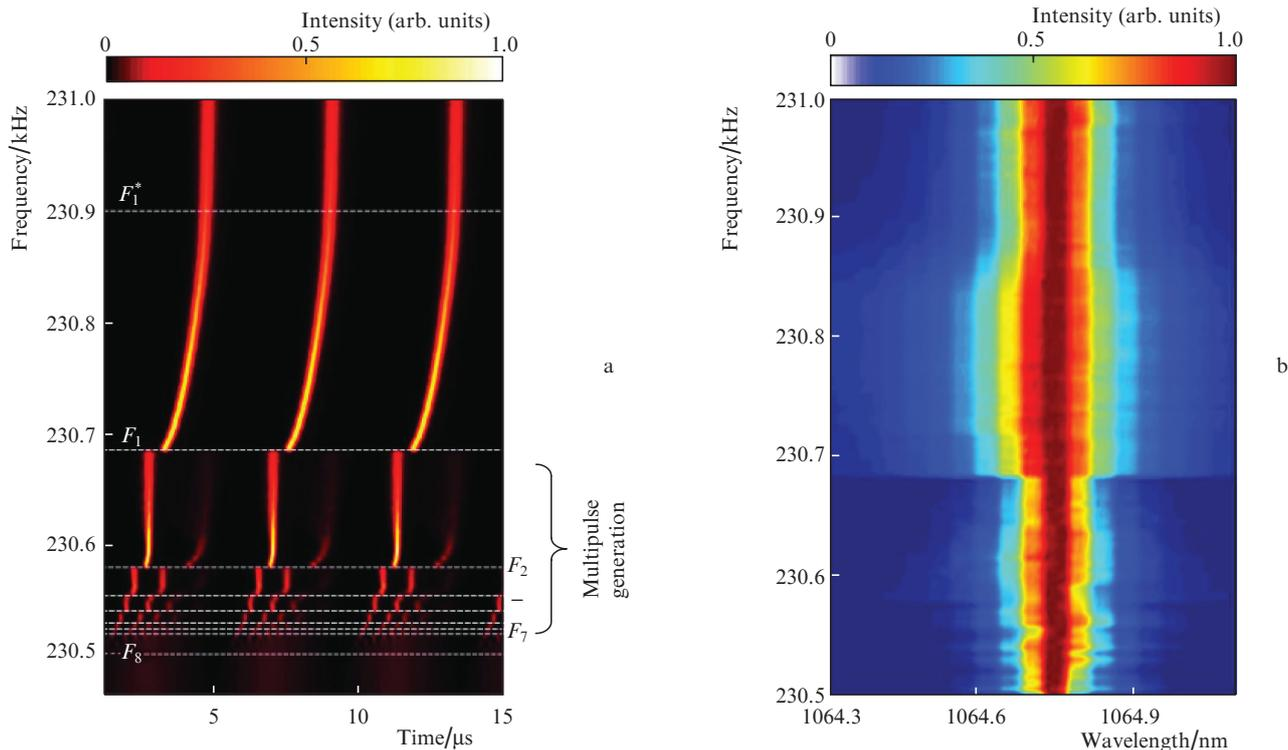 Intensity (arb. units)
0 0.5 1.0
Frequency/kHz
231.0
230.9
230.8
230.7
230.6
230.5
F1*
F1
F2
–
F7
F8
Multipulse
generation
5 10 15
Time/μs
a
Intensity (arb. units)
0 0.5 1.0
Frequency/kHz
231.0
230.9
230.8
230.7
230.6
230.5
1064.3 1064.6 1064.9
Wavelength/nm
b